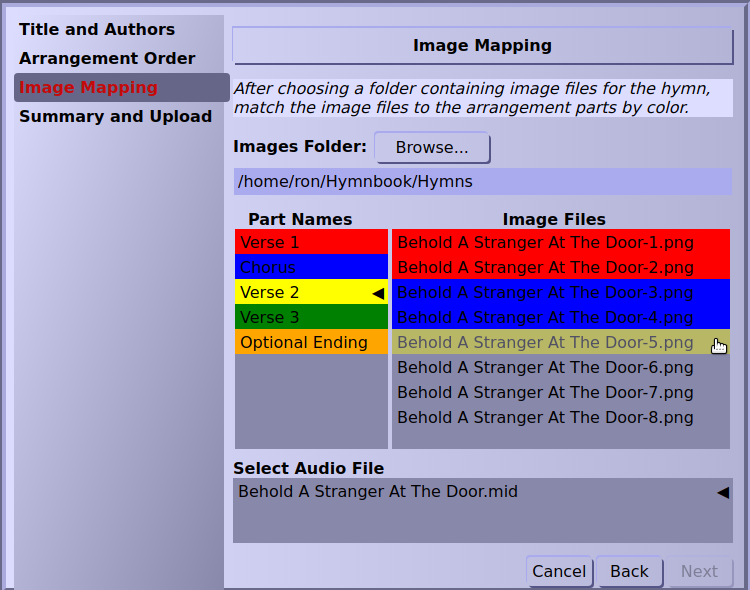 Title and Authors
Arrangement Order
Image Mapping
Summary and Upload
Image Mapping
After choosing a folder containing image files for the hymn,
match the image files to the arrangement parts by color.
Images Folder: Browse...
/home/ron/Hymnbook/Hymns
Part Names Image Files
Verse 1 Behold A Stranger At The Door-1.png
Chorus Behold A Stranger At The Door-2.png
Verse 2 Behold A Stranger At The Door-3.png
Verse 3 Behold A Stranger At The Door-4.png
Optional Ending Behold A Stranger At The Door-5.png
Behold A Stranger At The Door-6.png
Behold A Stranger At The Door-7.png
Behold A Stranger At The Door-8.png
Select Audio File
Behold A Stranger At The Door.mid
Cancel Back Next